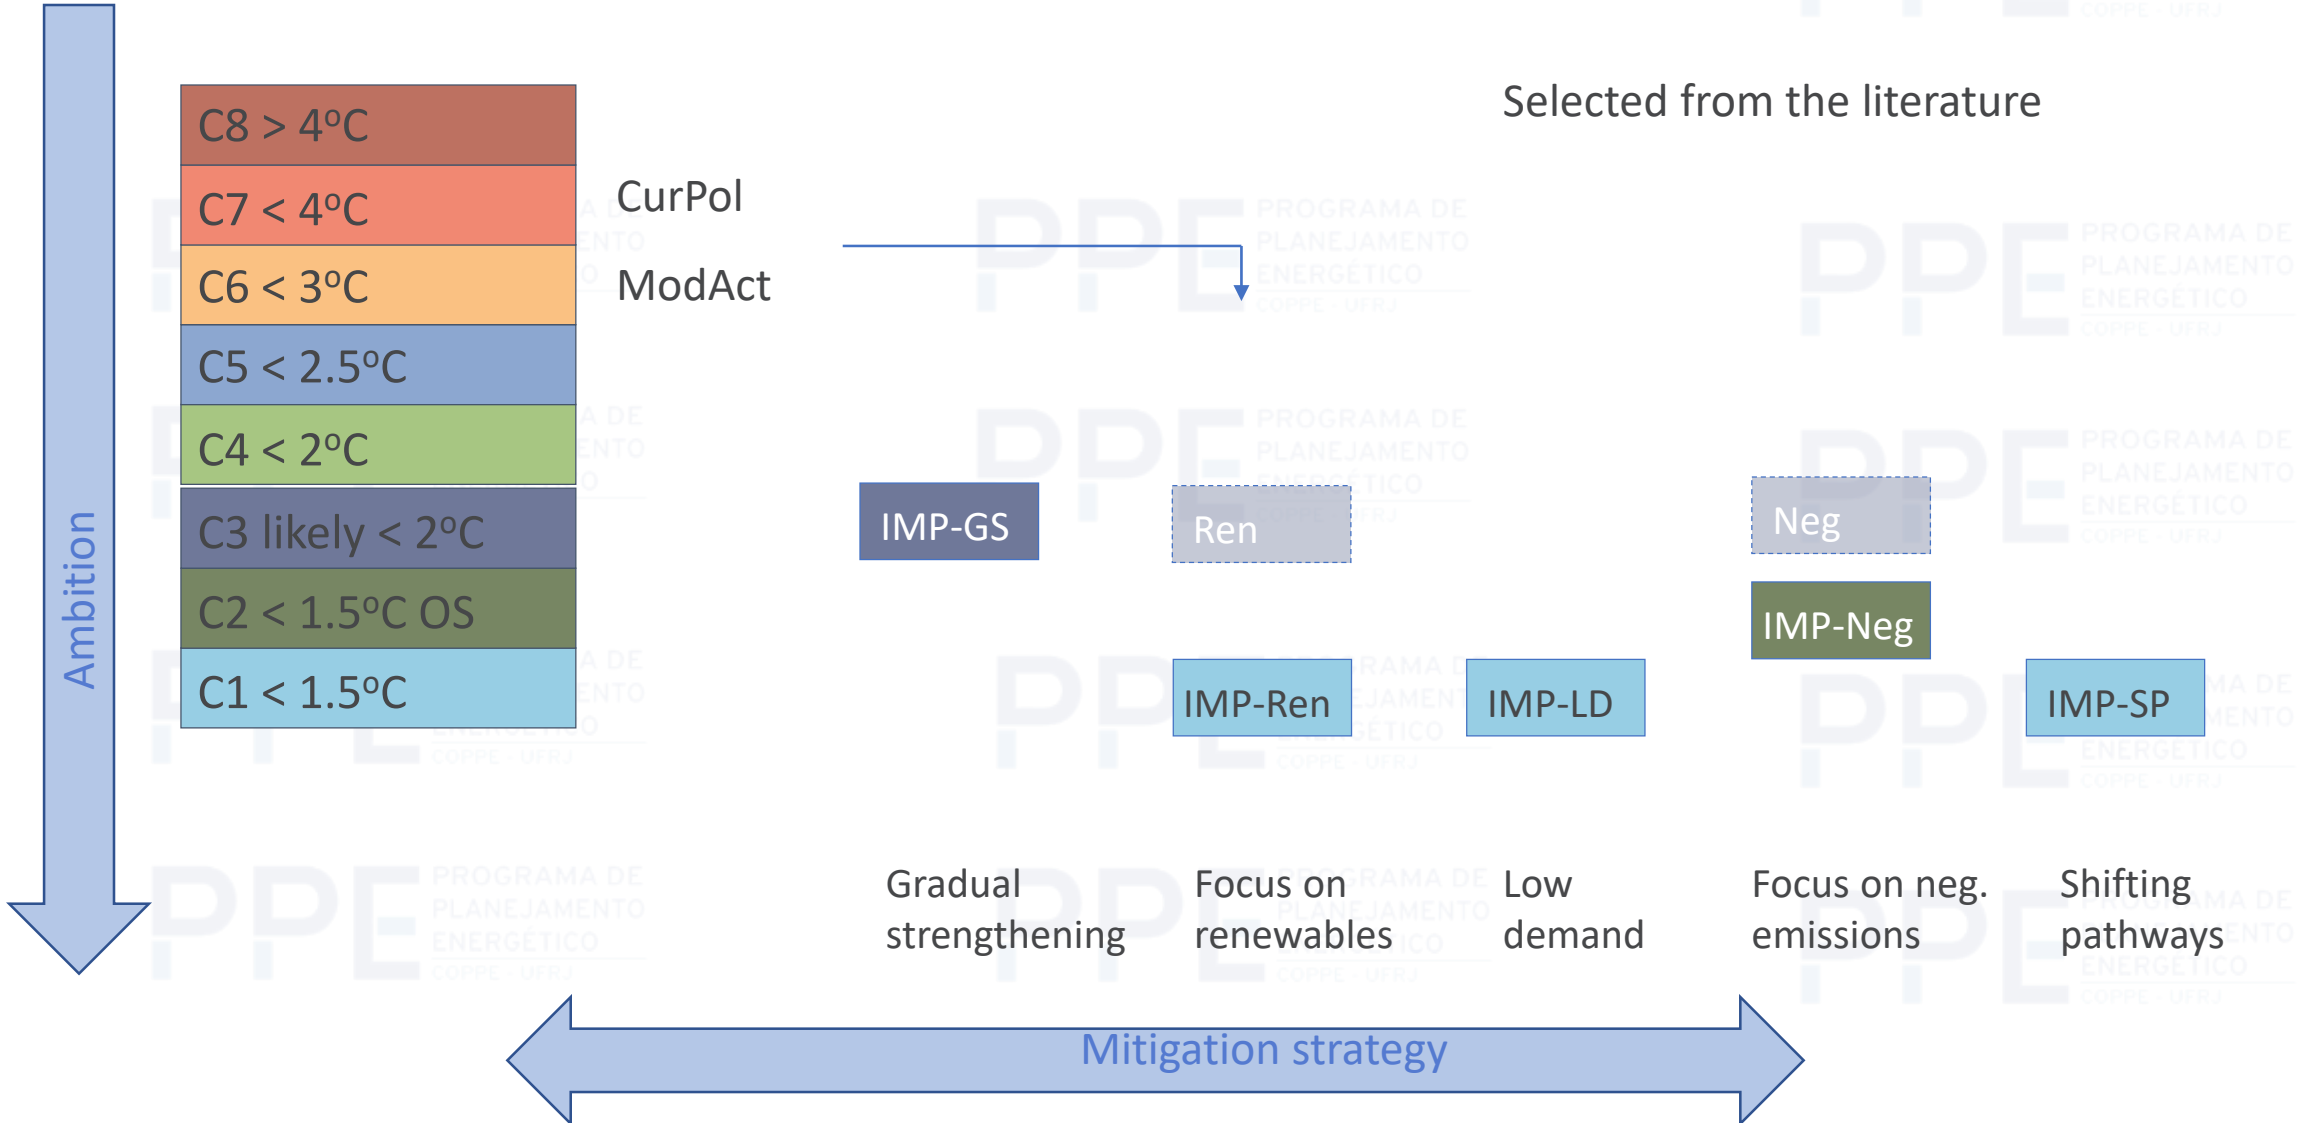 Selected from the literature
C8 > 4ºC
C7 < 4ºC
CurPol
C6 < 3ºC
ModAct
C5 < 2.5ºC
C4 < 2ºC
C3 likely < 2ºC
IMP-GS
Ren
Neg
C2 < 1.5ºC OS
IMP-Neg
C1 < 1.5ºC
IMP-Ren
IMP-LD
IMP-SP
Ambition
Gradual
strengthening
Focus on
renewables
Low
demand
Focus on neg.
emissions
Shifting
pathways
Mitigation strategy
PPE
PROGRAMA DE
PLANEJAMENTO
ENERGÉTICO
COPPE - UFRJ